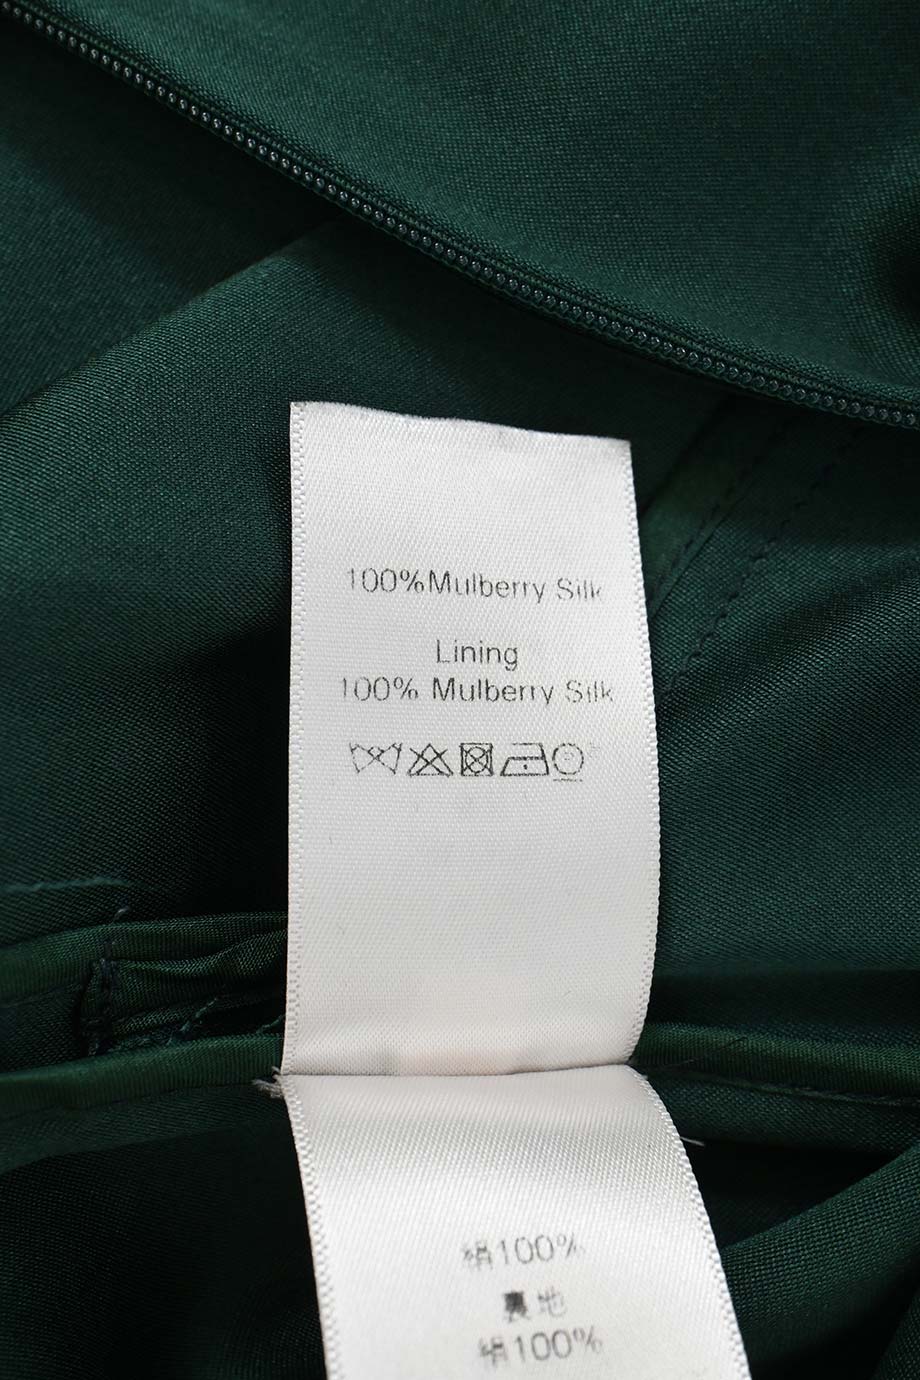 100%Mulberry Silk
Lining
100% Mulberry Silk
絹100%
裏地
絹100%